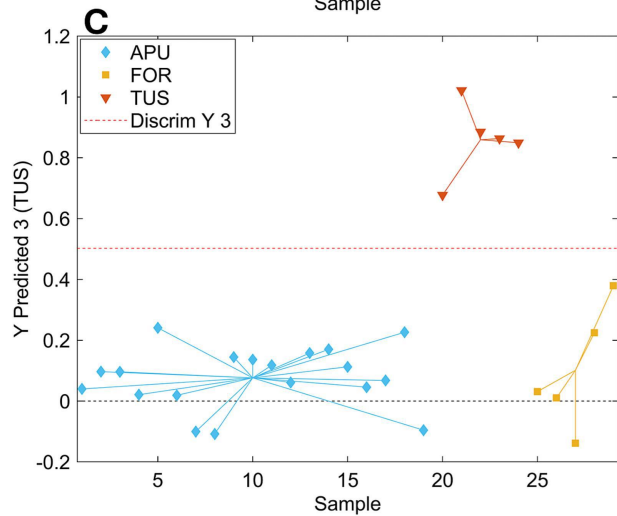 Sample
C
APU
FOR
TUS
Discrim Y 3
Y Predicted 3 (TUS)
1.2
1
0.8
0.6
0.4
0.2
0
-0.2
5 10 15 20 25
Sample